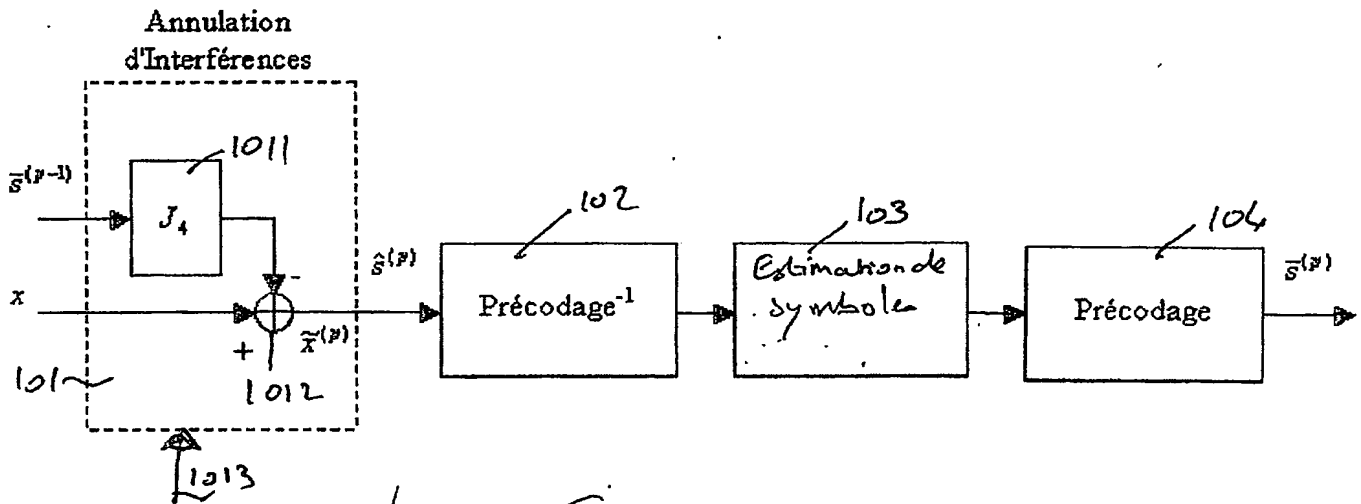 Annulation
d'Interférences
1011
s̅^(p-1)
J₄
-
x
+
x̃^(p)
101
1012
1013
ŝ^(p)
102
Précodage⁻¹
103
Estimation de
symboles
104
Précodage
s̅^(p)